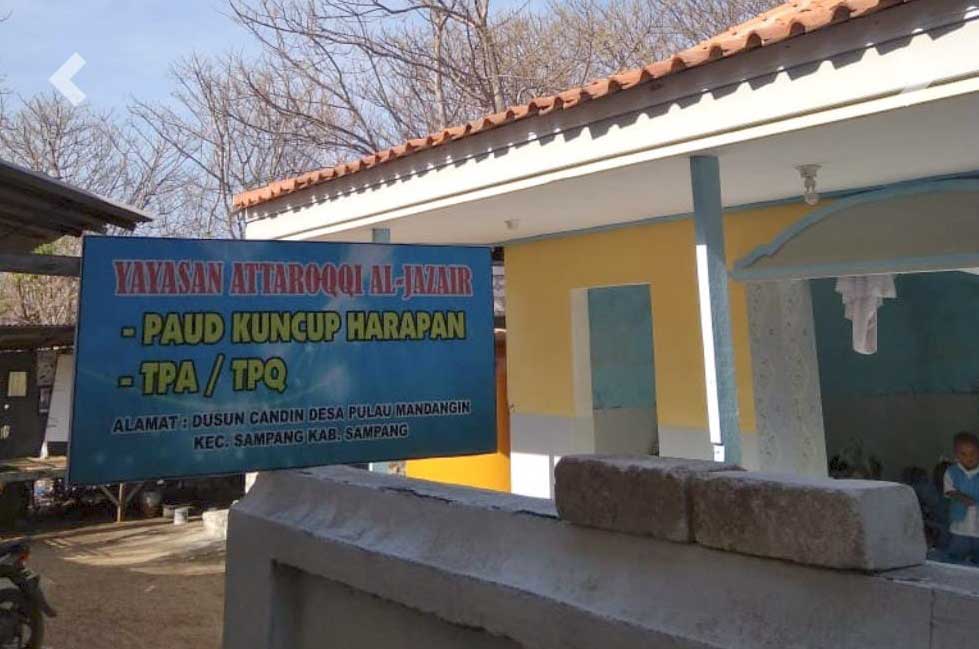 YAYASAN ATTAROQQI AL-JAZAIR
- PAUD KUNCUP HARAPAN
- TPA / TPQ
ALAMAT : DUSUN CANDIN DESA PULAU MANDANGIN
KEC. SAMPANG KAB. SAMPANG